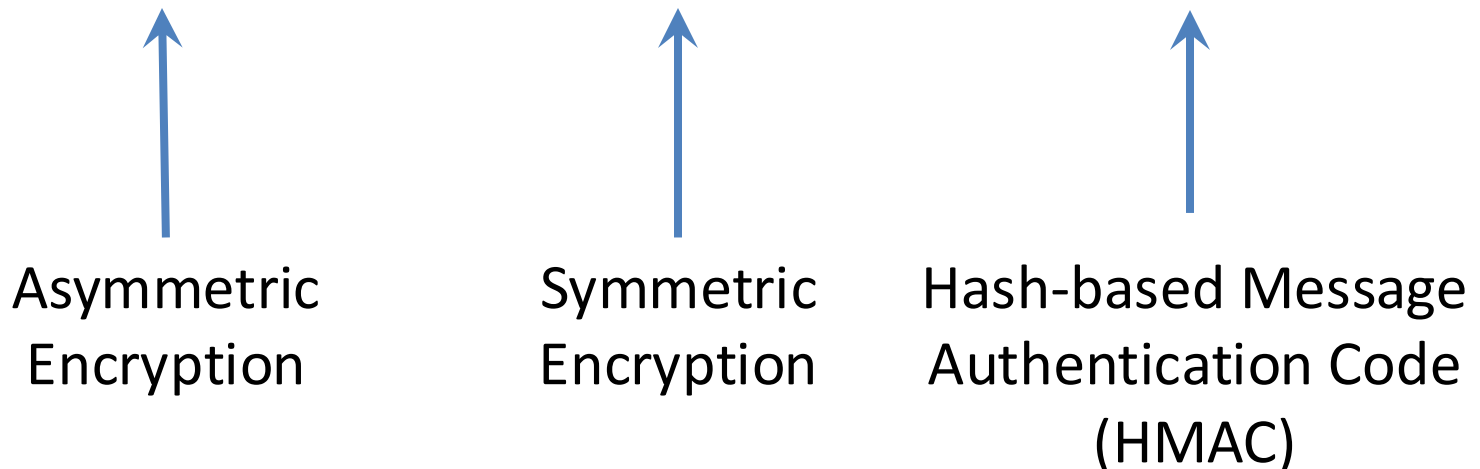 Asymmetric
Encryption
Symmetric
Encryption
Hash-based Message
Authentication Code
(HMAC)